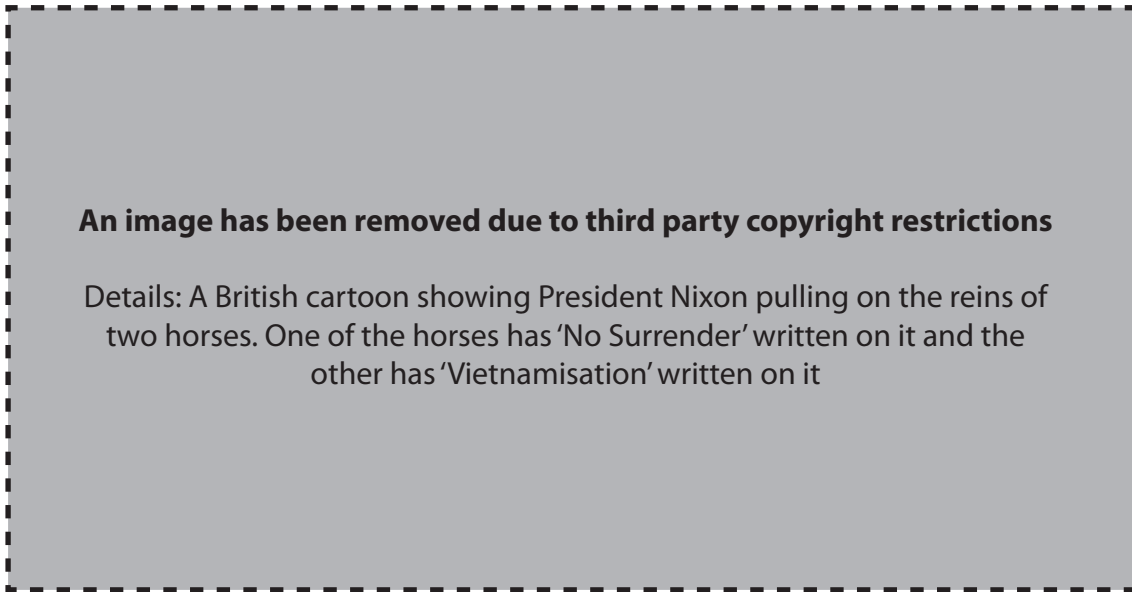 An image has been removed due to third party copyright restrictions
Details: A British cartoon showing President Nixon pulling on the reins of
two horses. One of the horses has ‘No Surrender’ written on it and the
other has ‘Vietnamisation’ written on it